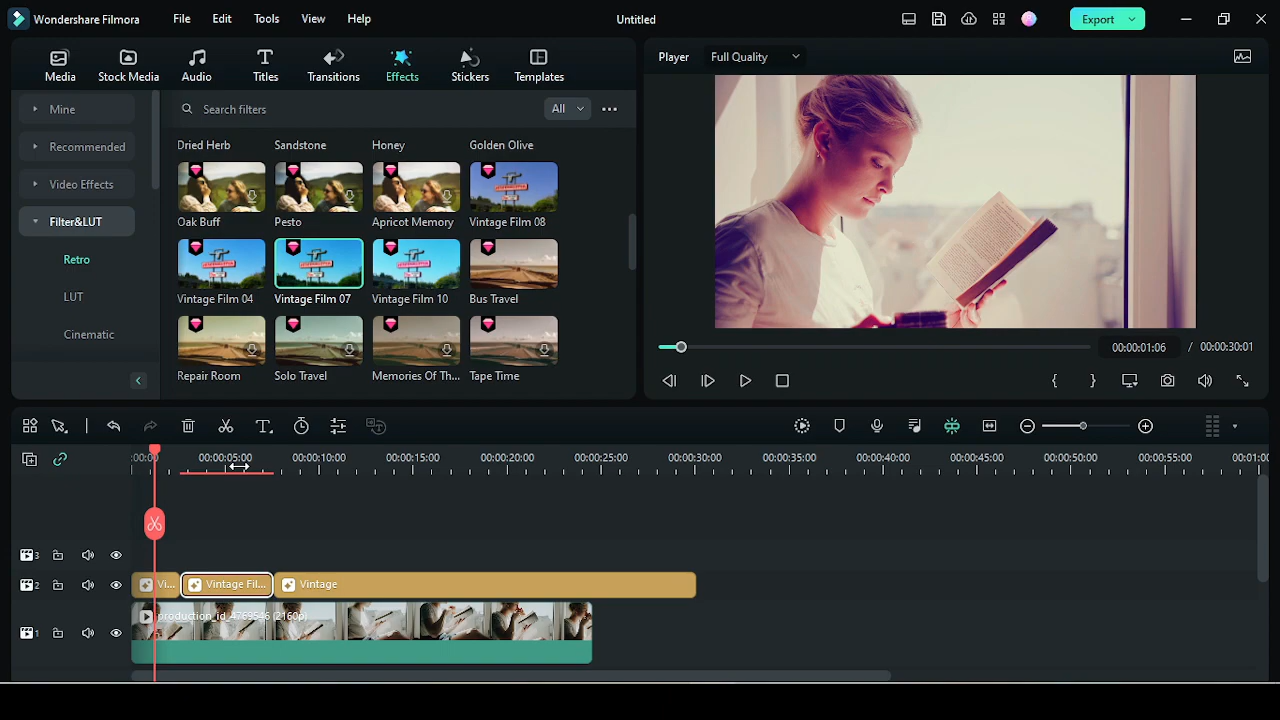 Wondershare Filmora File Edit Tools View Help Untitled Export
Media Stock Media Audio Titles Transitions Effects Stickers Templates
Player Full Quality
Mine
Recommended
Video Effects
Filter&LUT
Retro
LUT
Cinematic
Search filters All
Dried Herb Sandstone Honey Golden Olive
Oak Buff Pesto Apricot Memory Vintage Film 08
Vintage Film 04 Vintage Film 07 Vintage Film 10 Bus Travel
Repair Room Solo Travel Memories Of Th... Tape Time
00:00:01:06 / 00:00:30:01
:00:00 00:00:05:00 00:00:10:00 00:00:15:00 00:00:20:00 00:00:25:00 00:00:30:00 00:00:35:00 00:00:40:00 00:00:45:00 00:00:50:00 00:00:55:00 00:01:0
3
2 Vi... Vintage Fil... Vintage
production_id_4769546 (2160p)
1